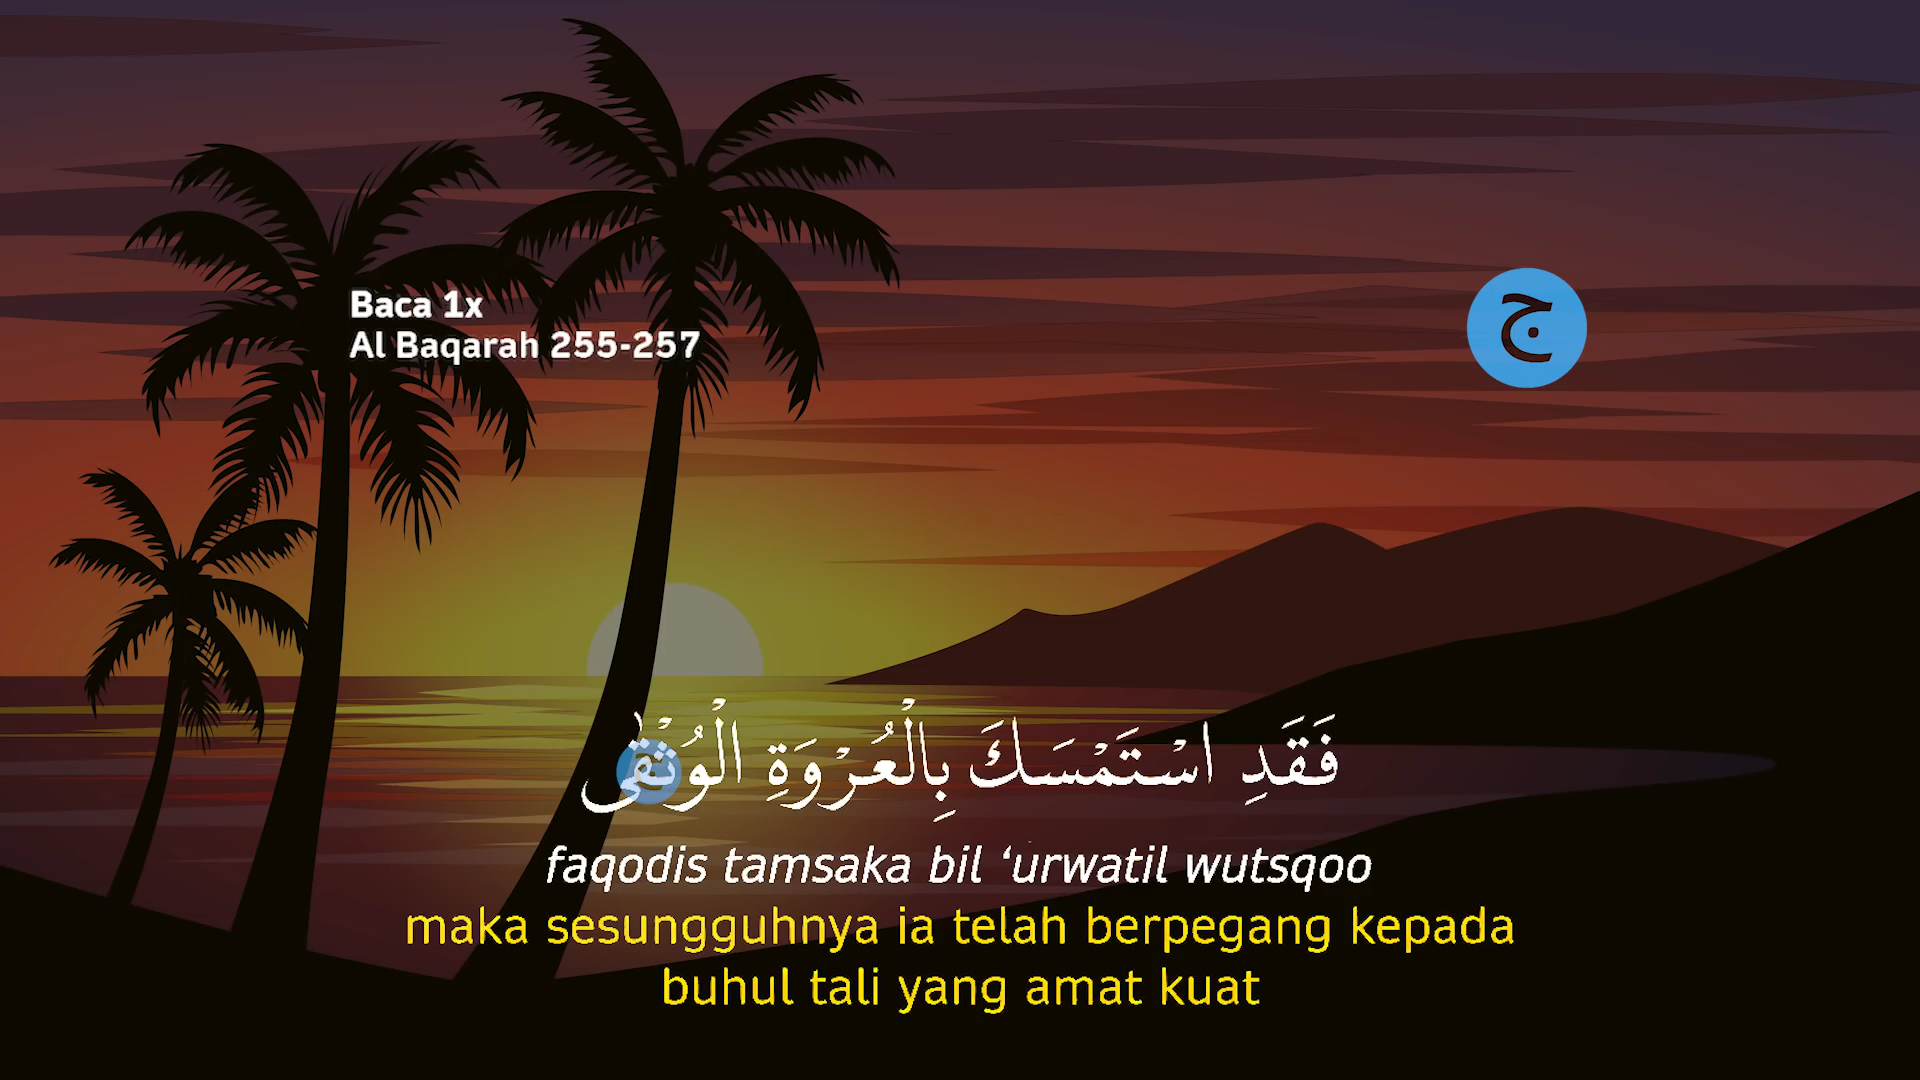 Baca 1x
Al Baqarah 255-257
ج
فَقَدِ اسْتَمْسَكَ بِالْعُرْوَةِ الْوُثْقٰى
faqodis tamsaka bil ‘urwatil wutsqoo
maka sesungguhnya ia telah berpegang kepada
buhul tali yang amat kuat